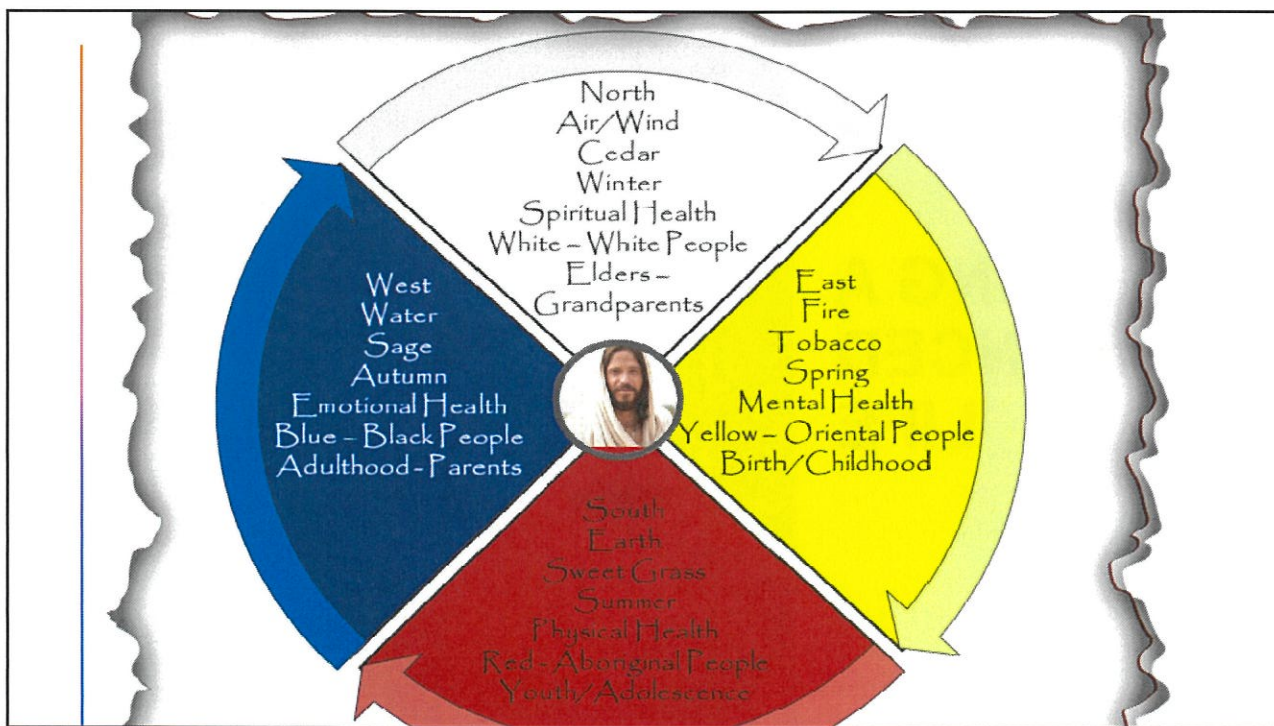 North
Air/Wind
Cedar
Winter
Spiritual Health
White – White People
Elders –
Grandparents
East
Fire
Tobacco
Spring
Mental Health
Yellow – Oriental People
Birth/Childhood
South
Earth
Sweet Grass
Summer
Physical Health
Red - Aboriginal People
Youth/Adolescence
West
Water
Sage
Autumn
Emotional Health
Blue – Black People
Adulthood - Parents